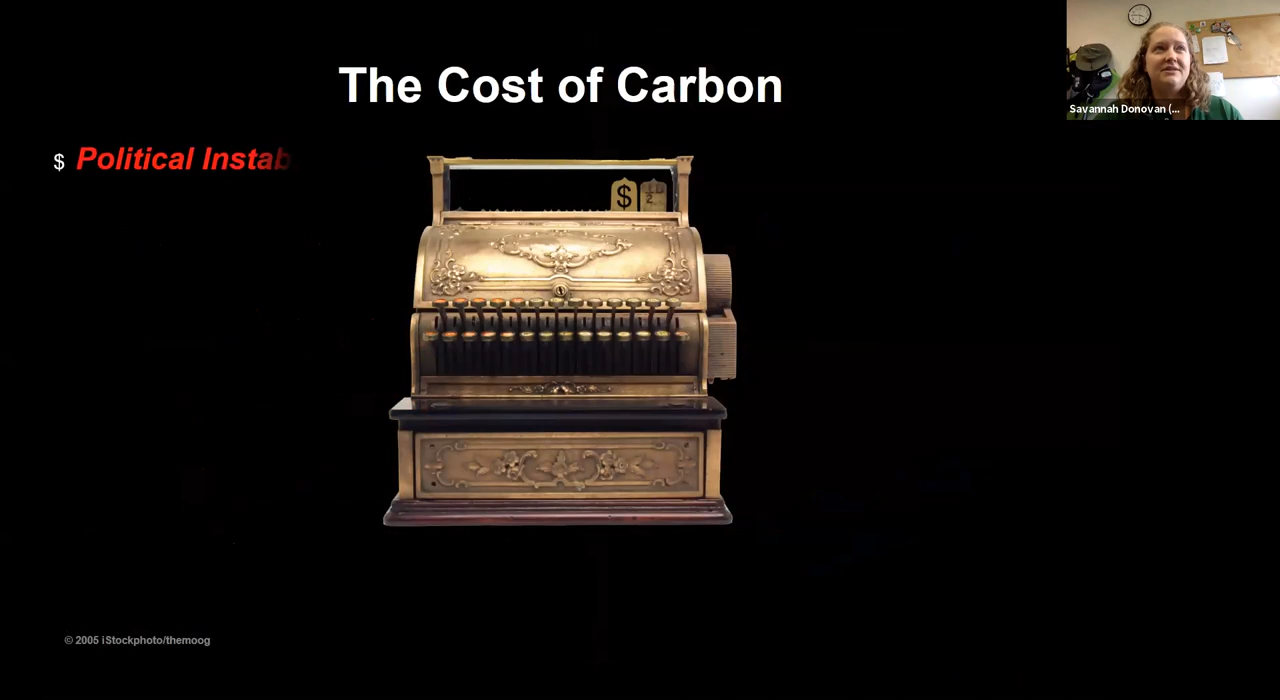 The Cost of Carbon
Savannah Donovan (...
$ Political Instab
$
© 2005 iStockphoto/themoog